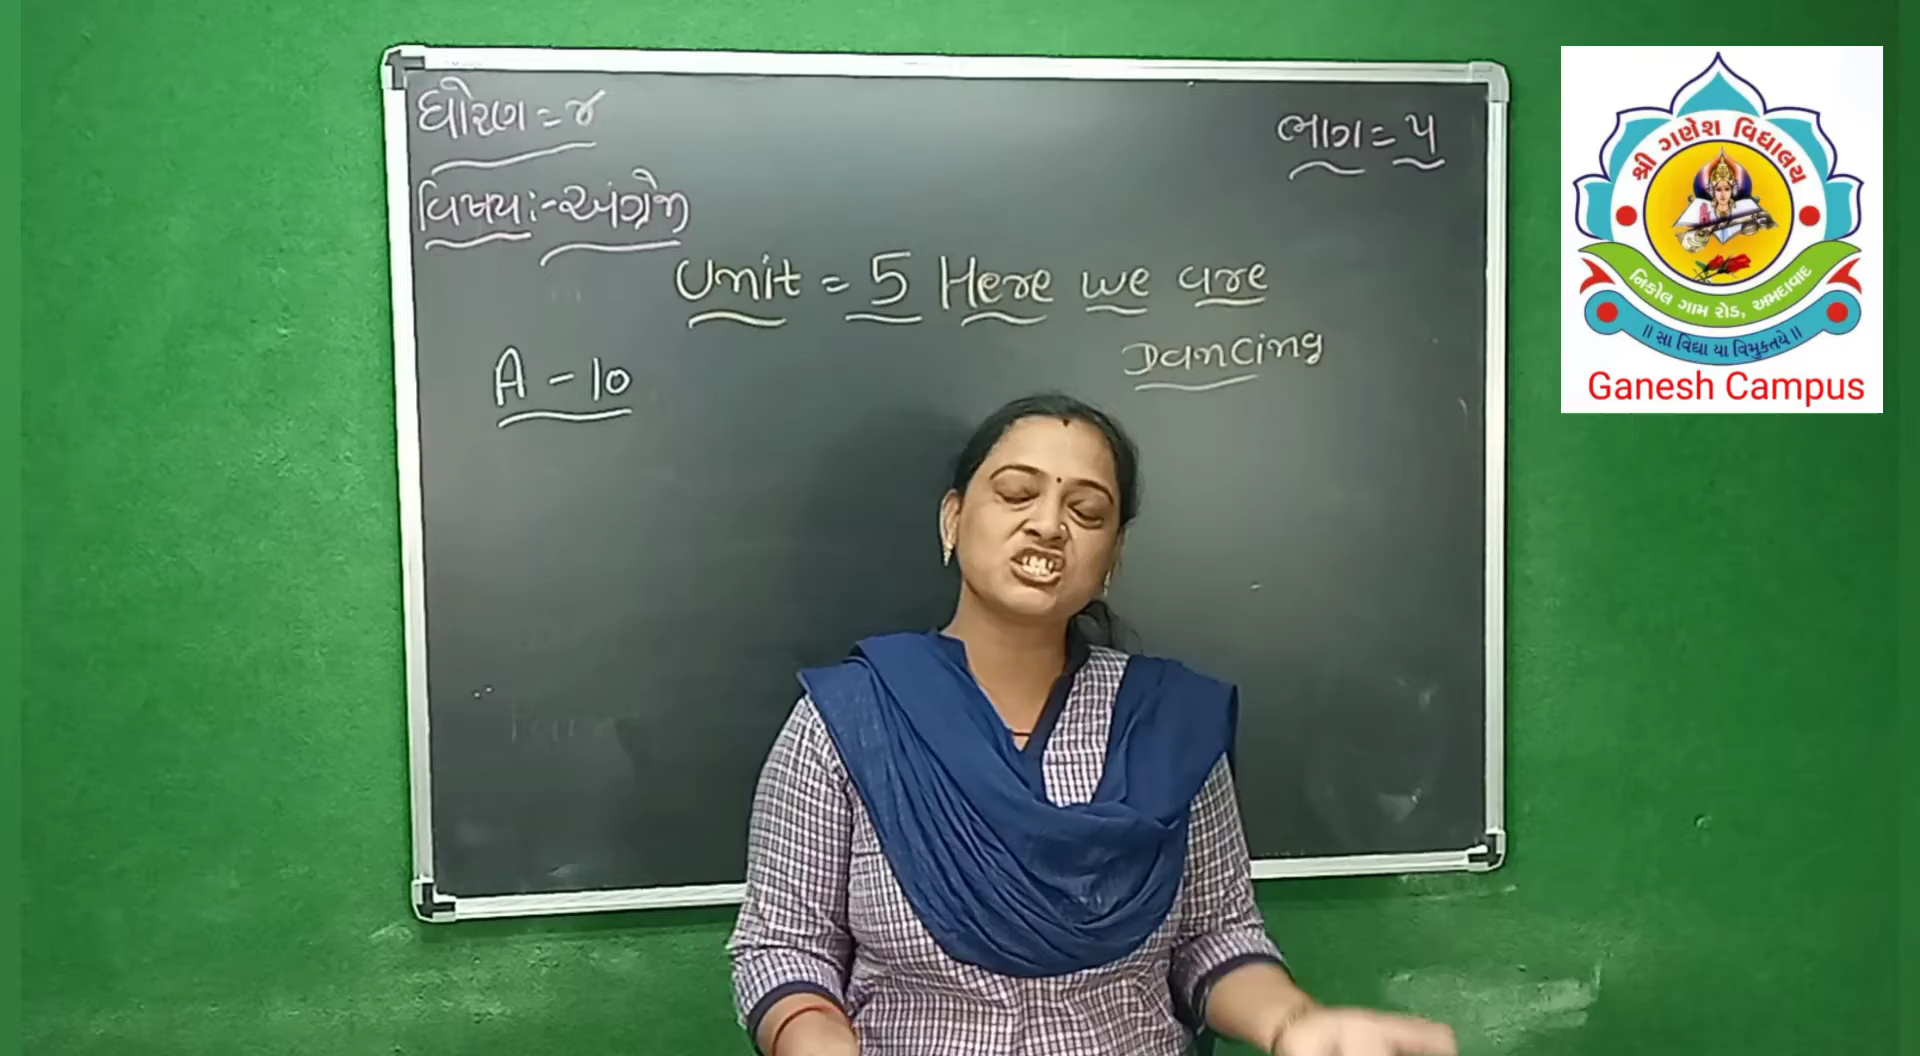 ધોરણ = ૪
ભાગ = ૫
વિષય :- અંગ્રેજી
Unit = 5 Here we are
Dancing
A - 10
શ્રી ગણેશ વિદ્યાલય
નિકોલ ગામ રોડ, અમદાવાદ
॥ સા વિદ્યા યા વિમુક્તયે ॥
Ganesh Campus